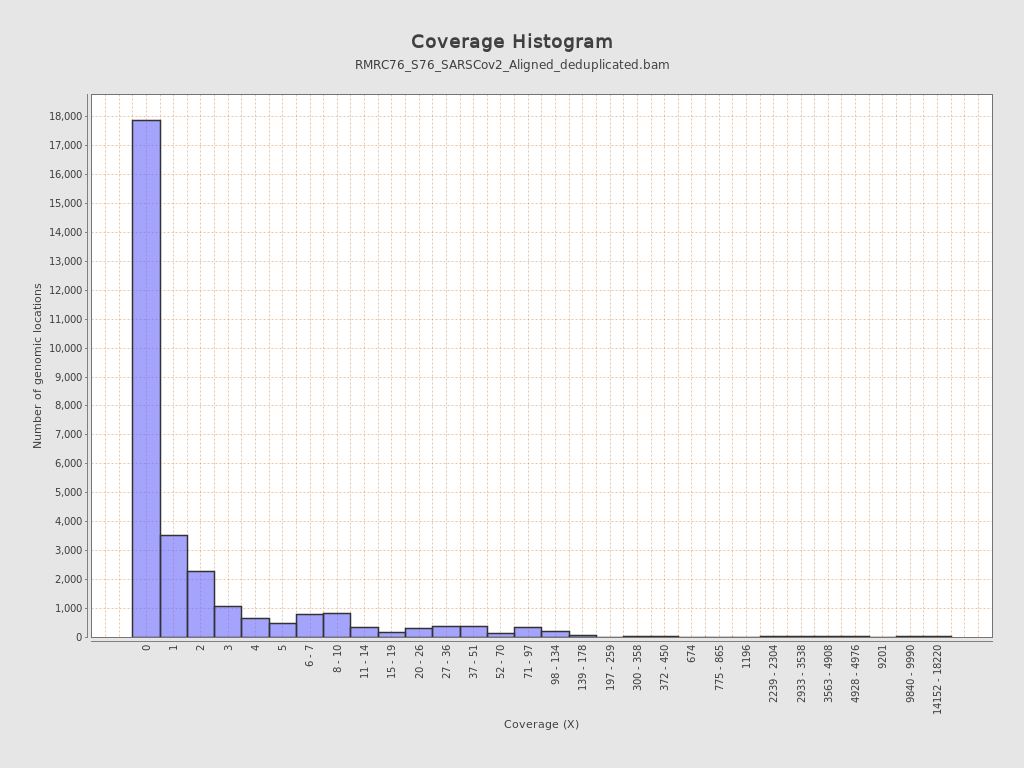 Coverage Histogram
RMRC76_S76_SARSCov2_Aligned_deduplicated.bam
Number of genomic locations
18,000
17,000
16,000
15,000
14,000
13,000
12,000
11,000
10,000
9,000
8,000
7,000
6,000
5,000
4,000
3,000
2,000
1,000
0
0
1
2
3
4
5
6 - 7
8 - 10
11 - 14
15 - 19
20 - 26
27 - 36
37 - 51
52 - 70
71 - 97
98 - 134
139 - 178
197 - 259
300 - 358
372 - 450
674
775 - 865
1196
2239 - 2304
2933 - 3538
3563 - 4908
4928 - 4976
9201
9840 - 9990
14152 - 18220
Coverage (X)